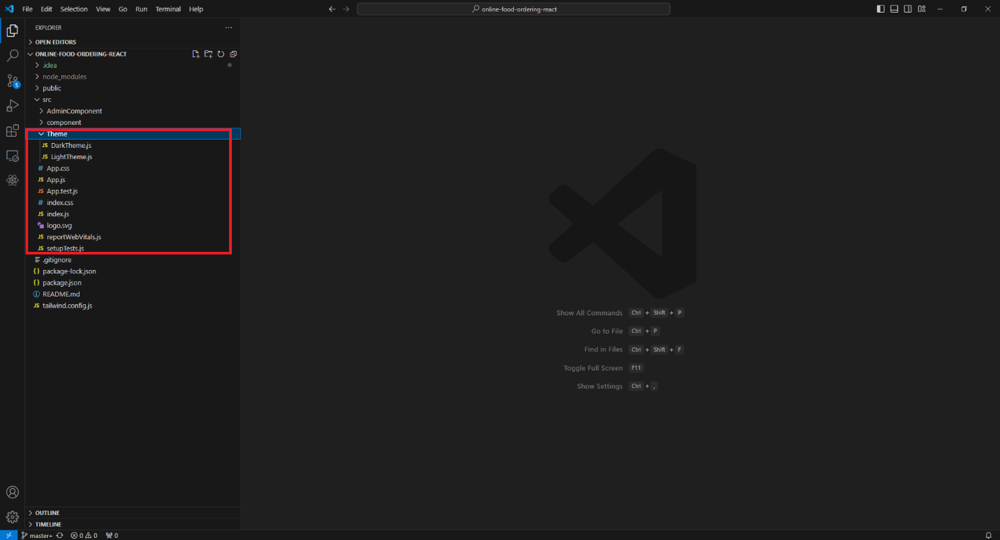 File Edit Selection View Go Run Terminal Help
online-food-ordering-react
EXPLORER
OPEN EDITORS
ONLINE-FOOD-ORDERING-REACT
.idea
node_modules
public
src
AdminComponent
component
Theme
JS DarkTheme.js
JS LightTheme.js
# App.css
JS App.js
JS App.test.js
# index.css
JS index.js
logo.svg
JS reportWebVitals.js
JS setupTests.js
.gitignore
{} package-lock.json
{} package.json
README.md
JS tailwind.config.js
5
Show All Commands Ctrl + Shift + P
Go to File Ctrl + P
Find in Files Ctrl + Shift + F
Toggle Full Screen F11
Show Settings Ctrl + ,
OUTLINE
TIMELINE
master+ 0 0 0